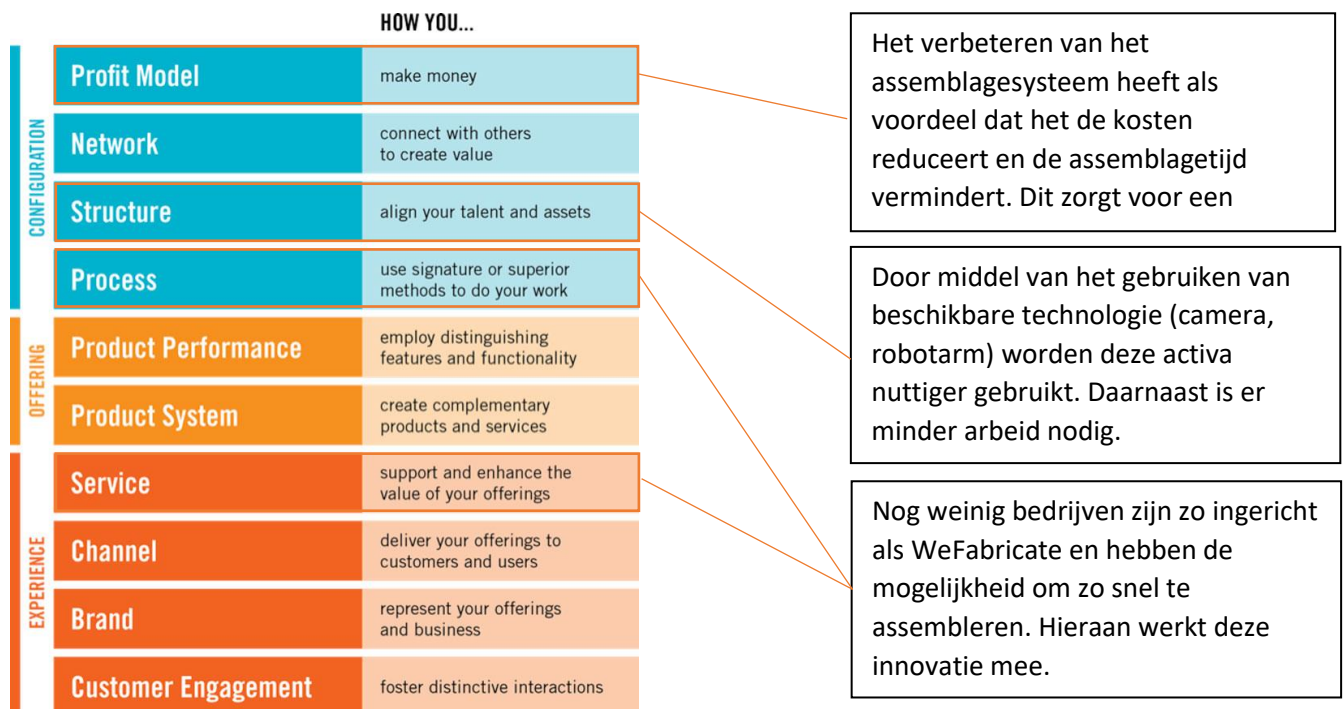 HOW YOU...
CONFIGURATION
Profit Model
make money
Network
connect with others
to create value
Structure
align your talent and assets
Process
use signature or superior
methods to do your work
OFFERING
Product Performance
employ distinguishing
features and functionality
Product System
create complementary
products and services
EXPERIENCE
Service
support and enhance the
value of your offerings
Channel
deliver your offerings to
customers and users
Brand
represent your offerings
and business
Customer Engagement
foster distinctive interactions
Het verbeteren van het
assemblagesysteem heeft als
voordeel dat het de kosten
reduceert en de assemblagetijd
vermindert. Dit zorgt voor een
Door middel van het gebruiken van
beschikbare technologie (camera,
robotarm) worden deze activa
nuttiger gebruikt. Daarnaast is er
minder arbeid nodig.
Nog weinig bedrijven zijn zo ingericht
als WeFabricate en hebben de
mogelijkheid om zo snel te
assembleren. Hieraan werkt deze
innovatie mee.